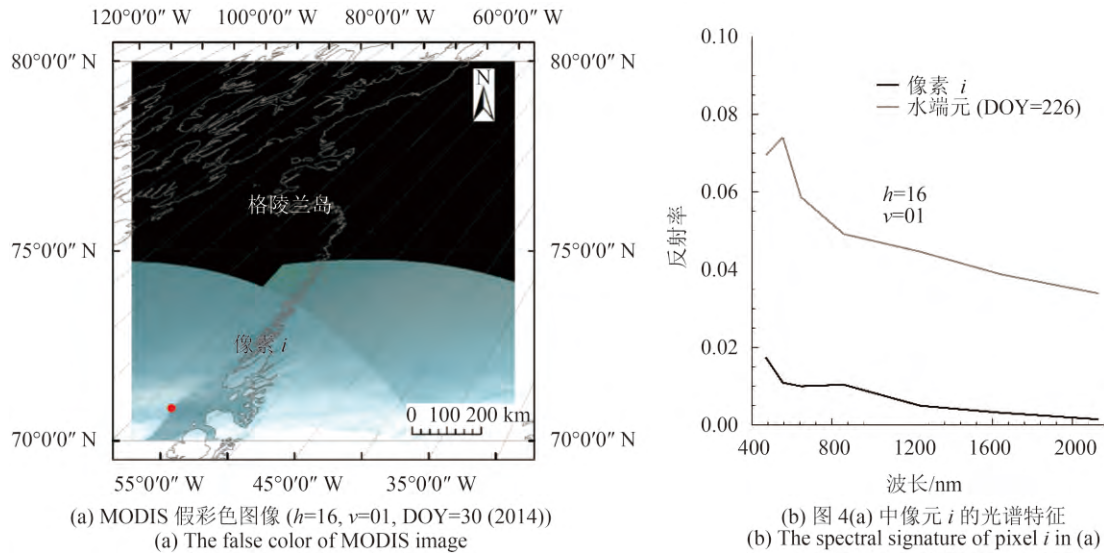 120°0′0″ W 100°0′0″ W 80°0′0″ W 60°0′0″ W
80°0′0″ N
80°0′0″ N
N
格陵兰岛
75°0′0″ N
75°0′0″ N
像素 i
0 100 200 km
70°0′0″ N
70°0′0″ N
55°0′0″ W 45°0′0″ W 35°0′0″ W
(a) MODIS 假彩色图像 (h=16, v=01, DOY=30 (2014))
(a) The false color of MODIS image
0.10
0.08
0.06
0.04
0.02
0.00
反射率
像素 i
水端元 (DOY=226)
h=16
v=01
400 800 1200 1600 2000
波长/nm
(b) 图 4(a) 中像元 i 的光谱特征
(b) The spectral signature of pixel i in (a)